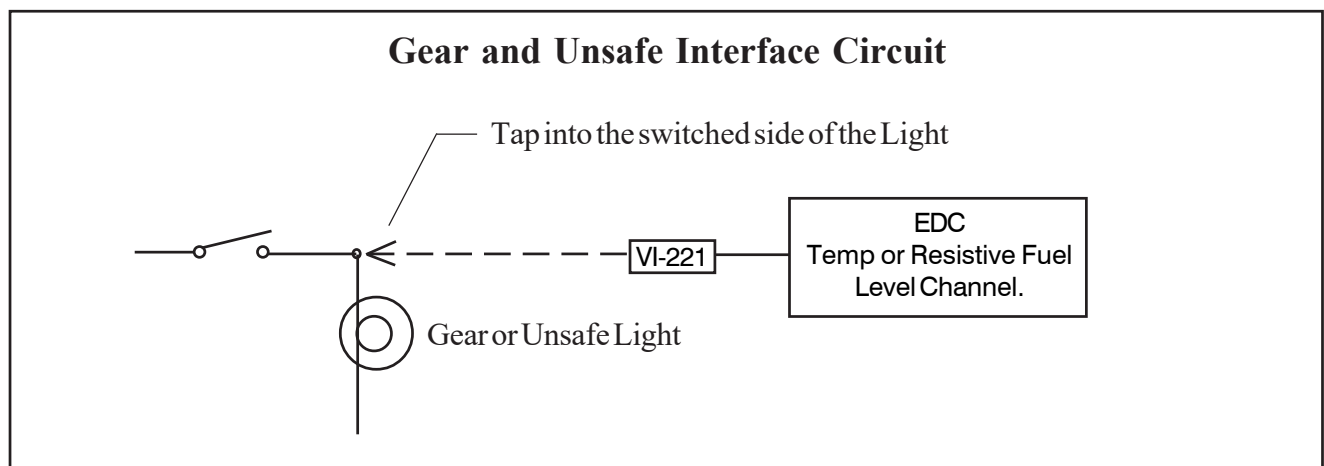 Gear and Unsafe Interface Circuit
Tap into the switched side of the Light
VI-221
EDC
Temp or Resistive Fuel
Level Channel.
Gear or Unsafe Light